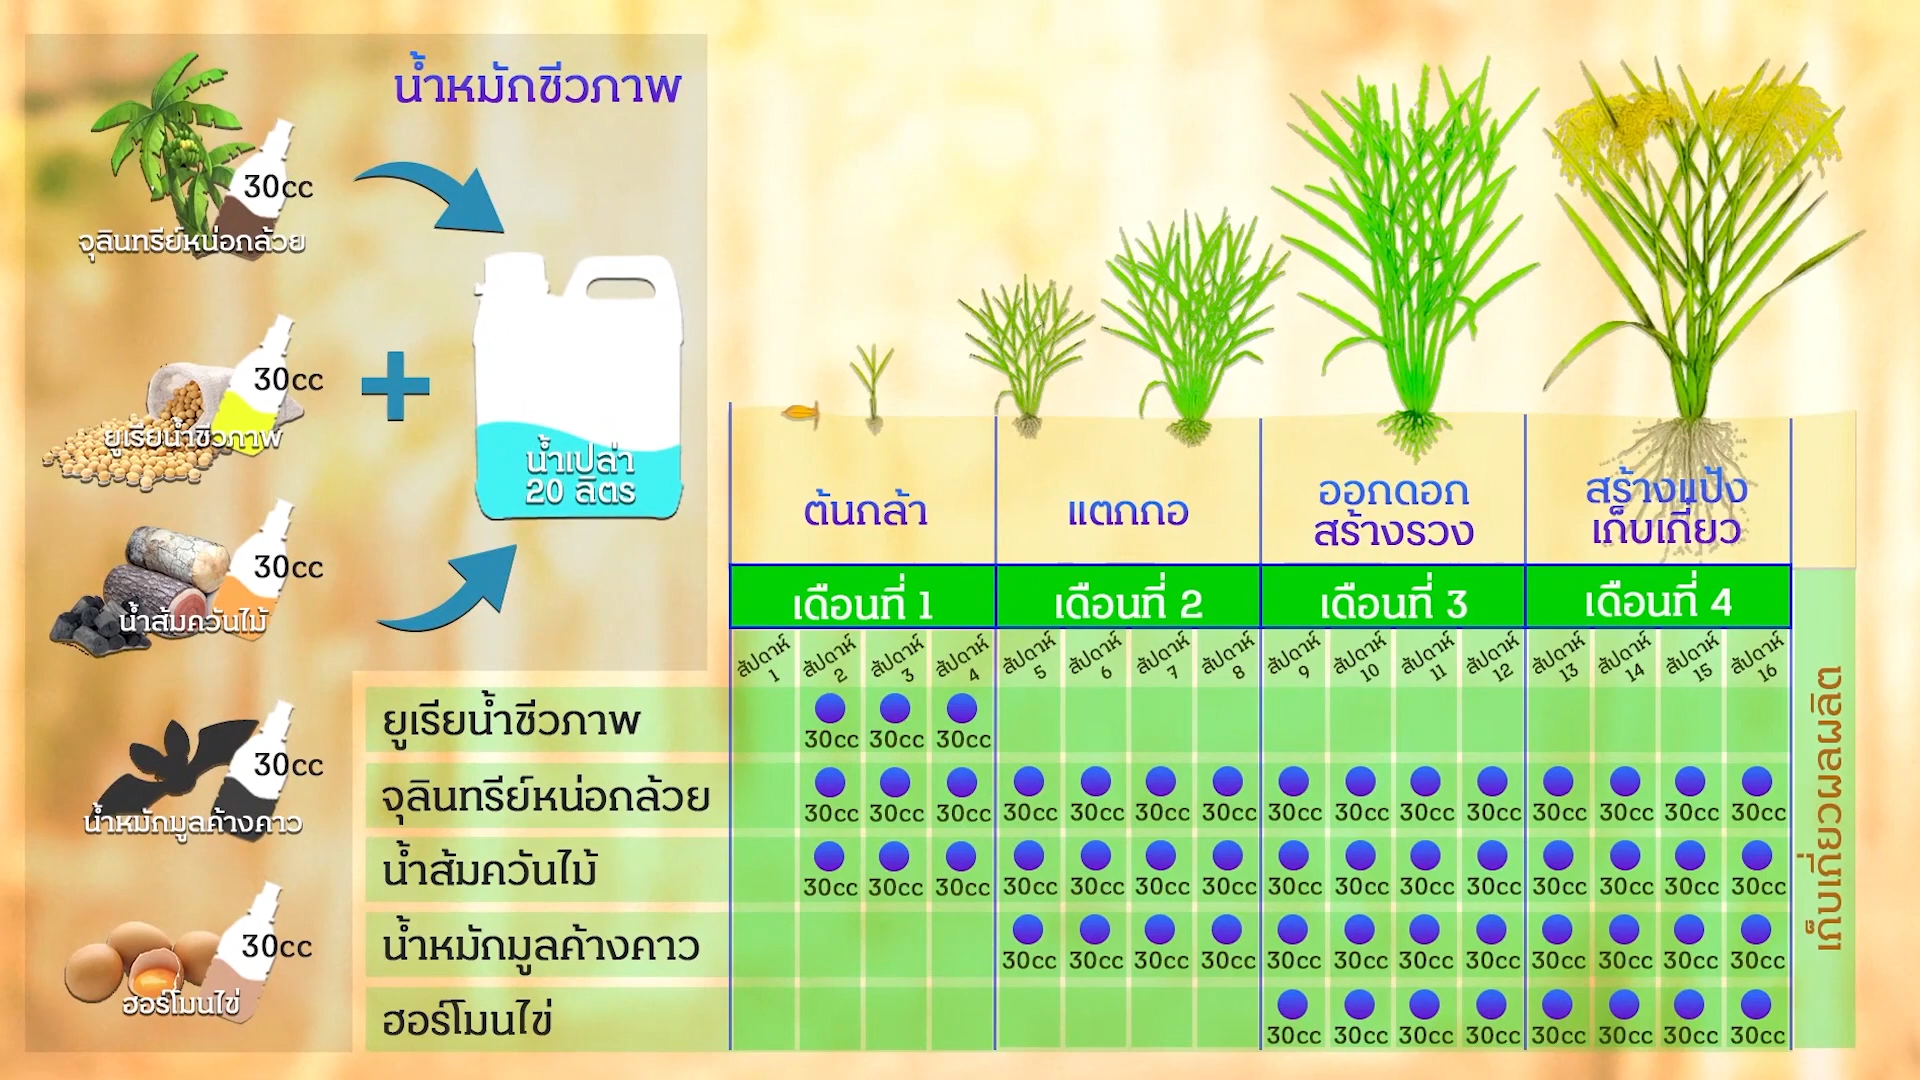 น้ำหมักชีวภาพ
30cc
จุลินทรีย์หน่อกล้วย
30cc
ยูเรียน้ำชีวภาพ
30cc
น้ำส้มควันไม้
30cc
น้ำหมักมูลค้างคาว
30cc
ฮอร์โมนไข่
น้ำเปล่า
20 ลิตร
ต้นกล้า
แตกกอ
ออกดอก
สร้างรวง
สร้างแป้ง
เก็บเกี่ยว
เดือนที่ 1 เดือนที่ 2 เดือนที่ 3 เดือนที่ 4
สัปดาห์ 1 สัปดาห์ 2 สัปดาห์ 3 สัปดาห์ 4 สัปดาห์ 5 สัปดาห์ 6 สัปดาห์ 7 สัปดาห์ 8 สัปดาห์ 9 สัปดาห์ 10 สัปดาห์ 11 สัปดาห์ 12 สัปดาห์ 13 สัปดาห์ 14 สัปดาห์ 15 สัปดาห์ 16
ยูเรียน้ำชีวภาพ
30cc 30cc 30cc
จุลินทรีย์หน่อกล้วย
30cc 30cc 30cc 30cc 30cc 30cc 30cc 30cc 30cc 30cc 30cc 30cc 30cc 30cc 30cc
น้ำส้มควันไม้
30cc 30cc 30cc 30cc 30cc 30cc 30cc 30cc 30cc 30cc 30cc 30cc 30cc 30cc 30cc
น้ำหมักมูลค้างคาว
30cc 30cc 30cc 30cc 30cc 30cc 30cc 30cc 30cc 30cc 30cc 30cc
ฮอร์โมนไข่
30cc 30cc 30cc 30cc 30cc 30cc 30cc 30cc
เก็บเกี่ยวผลผลิต